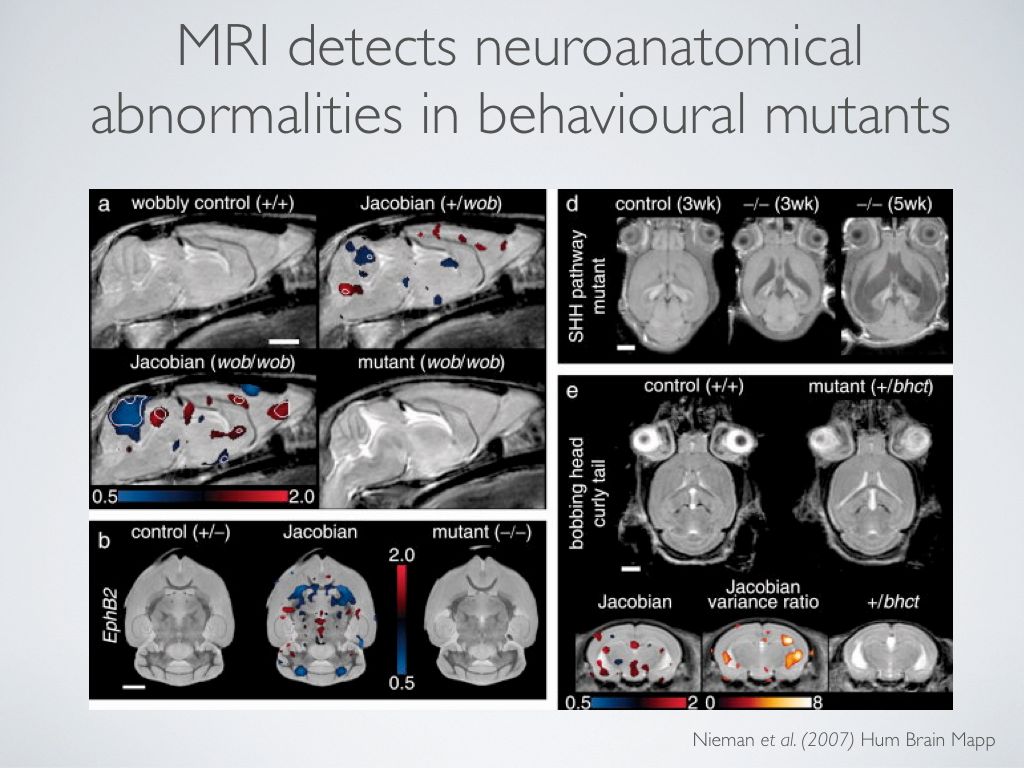 MRI detects neuroanatomical
abnormalities in behavioural mutants
a
wobbly control (+/+)
Jacobian (+/wob)
Jacobian (wob/wob)
mutant (wob/wob)
0.5
2.0
b
control (+/–)
Jacobian
mutant (–/–)
EphB2
2.0
0.5
d
control (3wk)
–/– (3wk)
–/– (5wk)
SHH pathway
mutant
e
control (+/+)
mutant (+/bhct)
bobbing head
curly tail
Jacobian
Jacobian
variance ratio
+/bhct
0.5
2
0
8
Nieman et al. (2007) Hum Brain Mapp